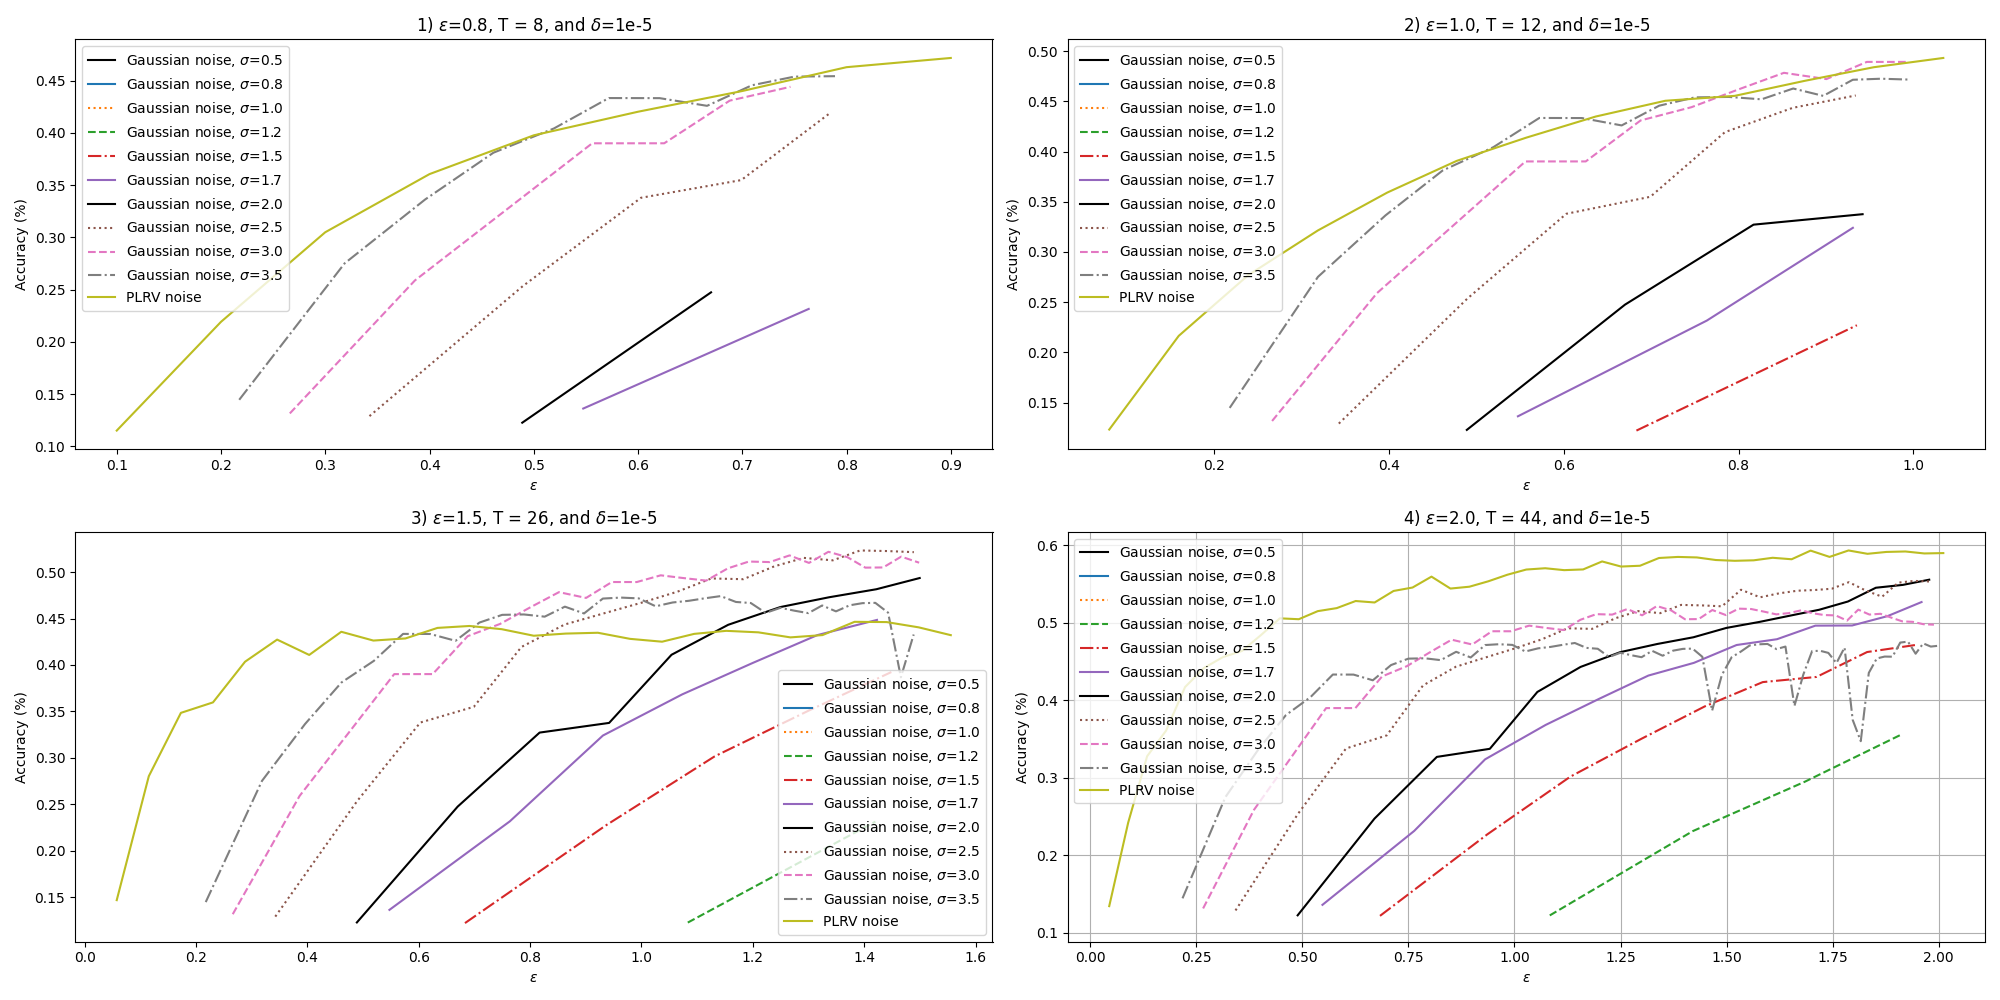 1) ε=0.8, T = 8, and δ=1e-5
Accuracy (%)
0.45
0.40
0.35
0.30
0.25
0.20
0.15
0.10
Gaussian noise, σ=0.5
Gaussian noise, σ=0.8
Gaussian noise, σ=1.0
Gaussian noise, σ=1.2
Gaussian noise, σ=1.5
Gaussian noise, σ=1.7
Gaussian noise, σ=2.0
Gaussian noise, σ=2.5
Gaussian noise, σ=3.0
Gaussian noise, σ=3.5
PLRV noise
0.1 0.2 0.3 0.4 0.5 0.6 0.7 0.8 0.9
ε
2) ε=1.0, T = 12, and δ=1e-5
Accuracy (%)
0.50
0.45
0.40
0.35
0.30
0.25
0.20
0.15
Gaussian noise, σ=0.5
Gaussian noise, σ=0.8
Gaussian noise, σ=1.0
Gaussian noise, σ=1.2
Gaussian noise, σ=1.5
Gaussian noise, σ=1.7
Gaussian noise, σ=2.0
Gaussian noise, σ=2.5
Gaussian noise, σ=3.0
Gaussian noise, σ=3.5
PLRV noise
0.2 0.4 0.6 0.8 1.0
ε
3) ε=1.5, T = 26, and δ=1e-5
Accuracy (%)
0.50
0.45
0.40
0.35
0.30
0.25
0.20
0.15
Gaussian noise, σ=0.5
Gaussian noise, σ=0.8
Gaussian noise, σ=1.0
Gaussian noise, σ=1.2
Gaussian noise, σ=1.5
Gaussian noise, σ=1.7
Gaussian noise, σ=2.0
Gaussian noise, σ=2.5
Gaussian noise, σ=3.0
Gaussian noise, σ=3.5
PLRV noise
0.0 0.2 0.4 0.6 0.8 1.0 1.2 1.4 1.6
ε
4) ε=2.0, T = 44, and δ=1e-5
Accuracy (%)
0.6
0.5
0.4
0.3
0.2
0.1
Gaussian noise, σ=0.5
Gaussian noise, σ=0.8
Gaussian noise, σ=1.0
Gaussian noise, σ=1.2
Gaussian noise, σ=1.5
Gaussian noise, σ=1.7
Gaussian noise, σ=2.0
Gaussian noise, σ=2.5
Gaussian noise, σ=3.0
Gaussian noise, σ=3.5
PLRV noise
0.00 0.25 0.50 0.75 1.00 1.25 1.50 1.75 2.00
ε